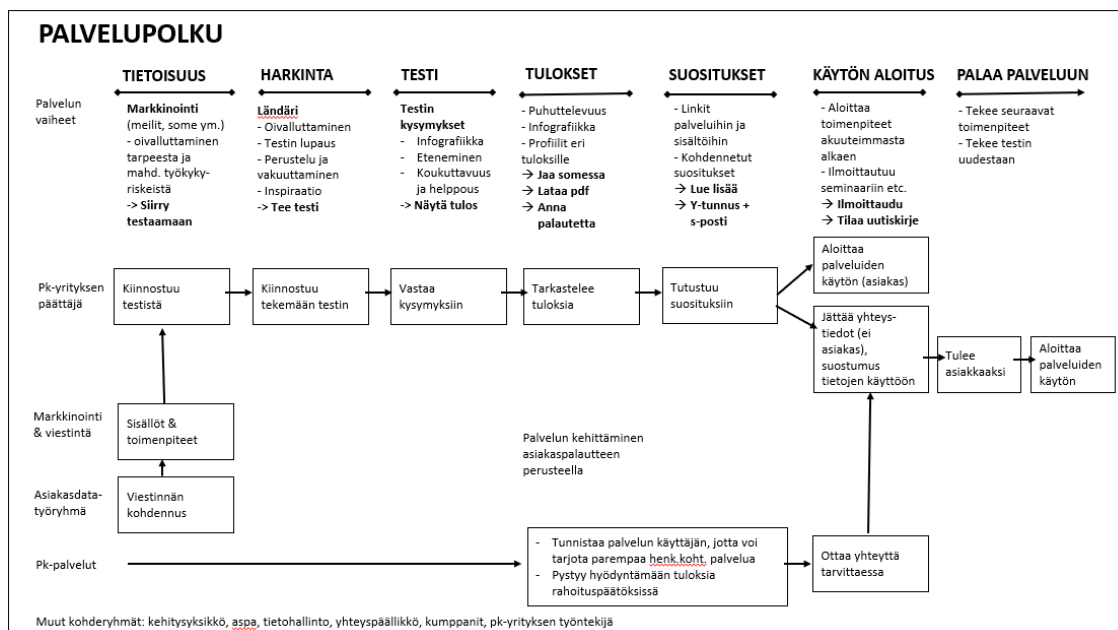 PALVELUPOLKU
TIETOISUUS
HARKINTA
TESTI
TULOKSET
SUOSITUKSET
KÄYTÖN ALOITUS
PALAA PALVELUUN
Palvelun
vaiheet
Markkinointi
(meilit, some ym.)
- oivalluttaminen
tarpeesta ja
mahd. työkyky-
riskeistä
-> Siirry
testaamaan
Ländäri
- Oivalluttaminen
- Testin lupaus
- Perustelu ja
vakuuttaminen
- Inspiraatio
-> Tee testi
Testin
kysymykset
- Infografiikka
- Eteneminen
- Koukuttavuus
ja helppous
-> Näytä tulos
- Puhuttelevuus
- Infografiikka
- Profiilit eri
tuloksille
→ Jaa somessa
→ Lataa pdf
→ Anna
palautetta
- Linkit
palveluihin ja
sisältöihin
- Kohdennetut
suositukset
→ Lue lisää
→ Y-tunnus +
s-posti
- Aloittaa
toimenpiteet
akuuteimmasta
alkaen
- Ilmoittautuu
seminaariin etc.
→ Ilmoittaudu
→ Tilaa uutiskirje
- Tekee seuraavat
toimenpiteet
- Tekee testin
uudestaan
Pk-yrityksen
päättäjä
Kiinnostuu
testistä
Kiinnostuu
tekemään testin
Vastaa
kysymyksiin
Tarkastelee
tuloksia
Tutustuu
suosituksiin
Aloittaa
palveluiden
käytön (asiakas)
Jättää yhteys-
tiedot (ei
asiakas),
suostumus
tietojen käyttöön
Tulee
asiakkaaksi
Aloittaa
palveluiden
käytön
Markkinointi
& viestintä
Sisällöt &
toimenpiteet
Palvelun kehittäminen
asiakaspalautteen
perusteella
Asiakasdata-
työryhmä
Viestinnän
kohdennus
Pk-palvelut
- Tunnistaa palvelun käyttäjän, jotta voi
tarjota parempaa henk.koht. palvelua
- Pystyy hyödyntämään tuloksia
rahoituspäätöksissä
Ottaa yhteyttä
tarvittaessa
Muut kohderyhmät: kehitysyksikkö, aspa, tietohallinto, yhteyspäällikkö, kumppanit, pk-yrityksen työntekijä